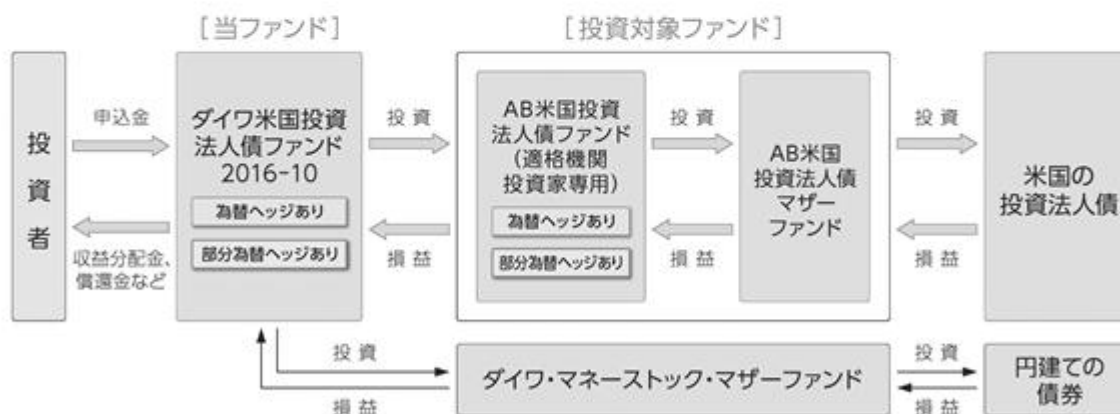 [当ファンド]
[投資対象ファンド]
投資者
申込金
収益分配金、
償還金など
ダイワ米国投資
法人債ファンド
2016-10
為替ヘッジあり
部分為替ヘッジあり
投資
損益
AB米国投資
法人債ファンド
(適格機関
投資家専用)
為替ヘッジあり
部分為替ヘッジあり
投資
損益
AB米国
投資法人債
マザー
ファンド
投資
損益
米国の
投資法人債
投資
損益
ダイワ・マネーストック・マザーファンド
投資
損益
円建ての
債券